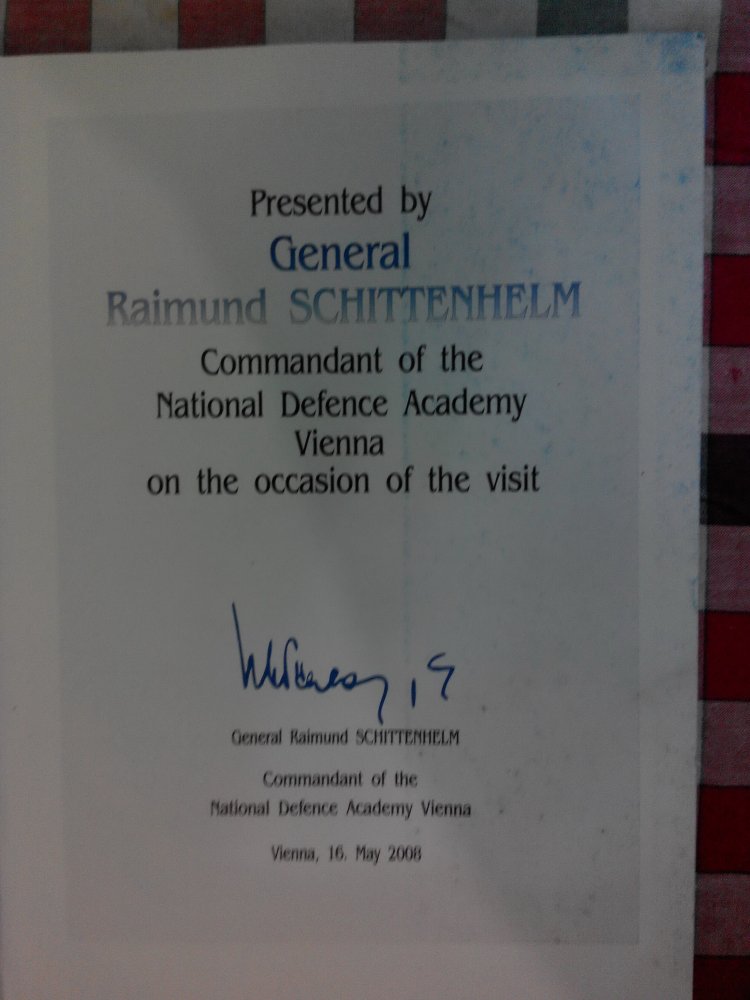 Presented by
General
Raimund SCHITTENHELM
Commandant of the
National Defence Academy
Vienna
on the occasion of the visit
General Raimund SCHITTENHELM
Commandant of the
National Defence Academy Vienna
Vienna, 16. May 2008